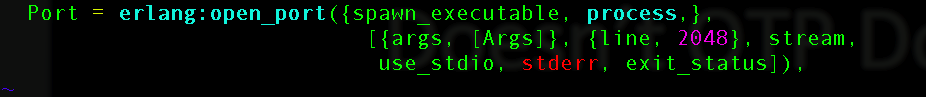 Port = erlang:open_port({spawn_executable, process,},
[{args, [Args]}, {line, 2048}, stream,
use_stdio, stderr, exit_status]),
~